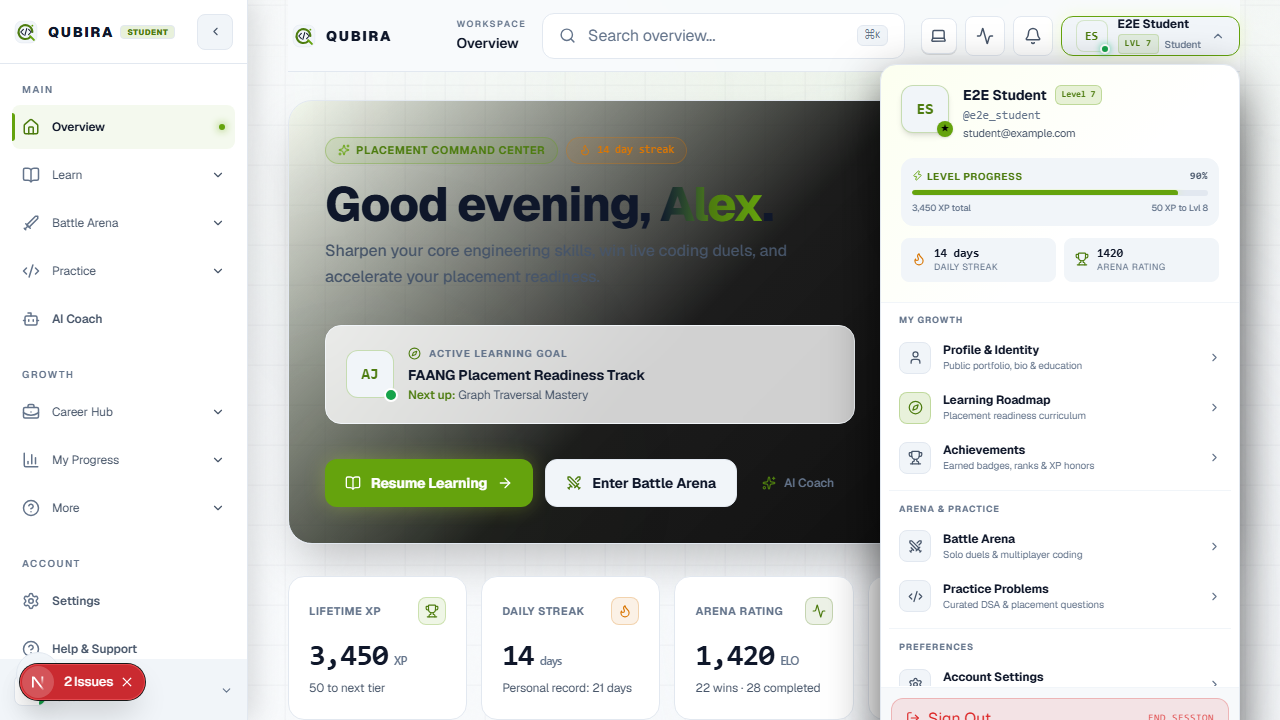 QUBIRA STUDENT
MAIN
Overview
Learn
Battle Arena
Practice
AI Coach
GROWTH
Career Hub
My Progress
More
ACCOUNT
Settings
Help & Support
N 2 Issues
QUBIRA
WORKSPACE
Overview
Search overview...
⌘K
ES
E2E Student
LVL 7 Student
PLACEMENT COMMAND CENTER
14 day streak
Good evening, Alex.
Sharpen your core engineering skills with live coding duels, and
accelerate your placement readiness.
AJ
ACTIVE LEARNING GOAL
FAANG Placement Readiness Track
Next up: Graph Traversal Mastery
Resume Learning
Enter Battle Arena
AI Coach
LIFETIME XP
3,450 XP
50 to next tier
DAILY STREAK
14 days
Personal record: 21 days
ARENA RATING
1,420 ELO
22 wins · 28 completed
ES
E2E Student Level 7
@e2e_student
student@example.com
LEVEL PROGRESS 90%
3,450 XP total 50 XP to Lvl 8
14 days
DAILY STREAK
1420
ARENA RATING
MY GROWTH
Profile & Identity
Public portfolio, bio & education
Learning Roadmap
Placement readiness curriculum
Achievements
Earned badges, ranks & XP honors
ARENA & PRACTICE
Battle Arena
Solo duels & multiplayer coding
Practice Problems
Curated DSA & placement questions
PREFERENCES
Account Settings
Sign Out END SESSION